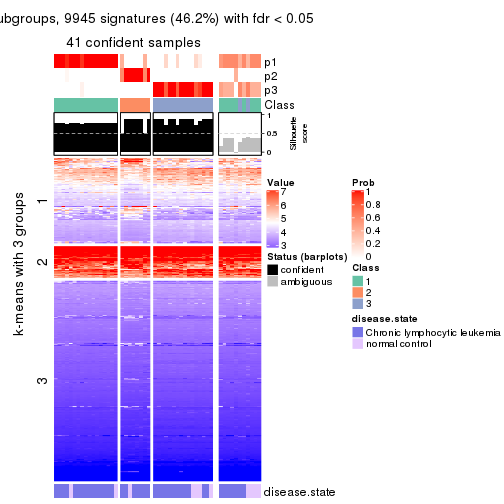 ubgroups, 9945 signatures (46.2%) with fdr < 0.05
41 confident samples
p1
p2
p3
Class
1
0.5
0
Silhouette
score
k-means with 3 groups
1
2
3
Value
7
6
5
4
3
Status (barplots)
confident
ambiguous
Prob
1
0.8
0.6
0.4
0.2
0
Class
1
2
3
disease.state
Chronic lymphocytic leukemia
normal control
disease.state